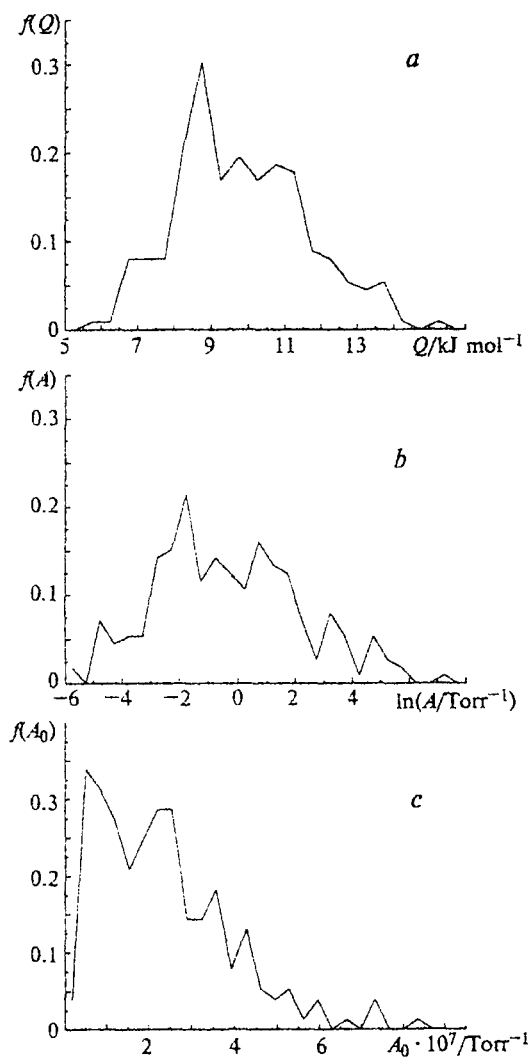 f(Q)
a
0.3
0.2
0.1
0
5 7 9 11 13 Q/kJ mol⁻¹
f(A)
0.3
b
0.2
0.1
0
−6 −4 −2 0 2 4 ln(A/Torr⁻¹)
f(A₀)
c
0.3
0.2
0.1
0
2 4 6 A₀·10⁷/Torr⁻¹